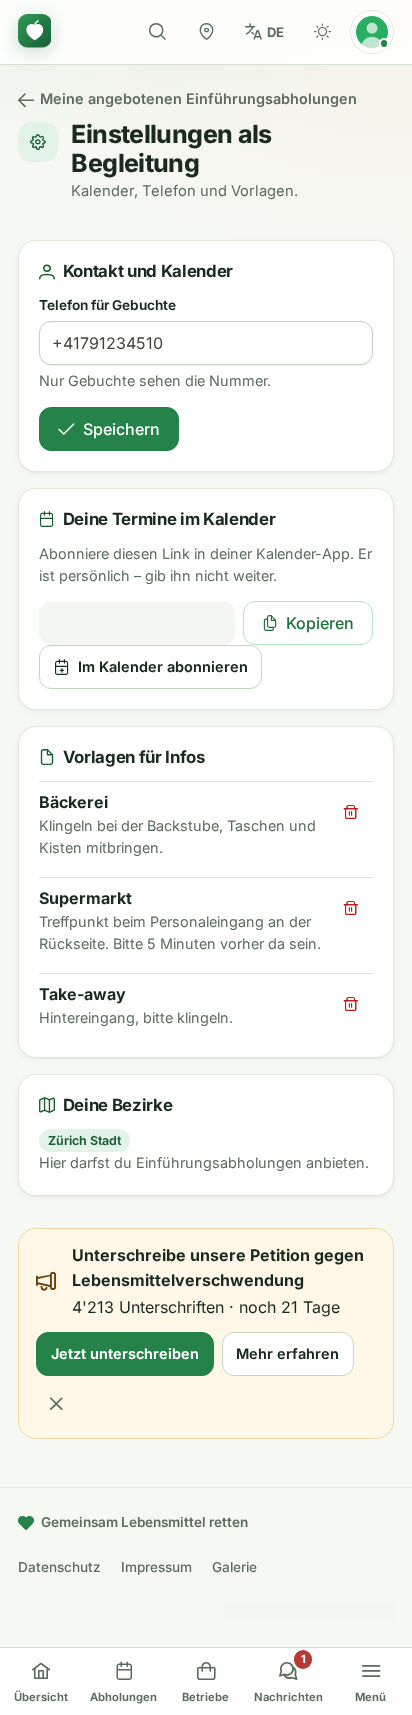 DE
Meine angebotenen Einführungsabholungen
Einstellungen als
Begleitung
Kalender, Telefon und Vorlagen.
Kontakt und Kalender
Telefon für Gebuchte
+41791234510
Nur Gebuchte sehen die Nummer.
Speichern
Deine Termine im Kalender
Abonniere diesen Link in deiner Kalender-App. Er
ist persönlich – gib ihn nicht weiter.
Kopieren
Im Kalender abonnieren
Vorlagen für Infos
Bäckerei
Klingeln bei der Backstube, Taschen und
Kisten mitbringen.
Supermarkt
Treffpunkt beim Personaleingang an der
Rückseite. Bitte 5 Minuten vorher da sein.
Take-away
Hintereingang, bitte klingeln.
Deine Bezirke
Zürich Stadt
Hier darfst du Einführungsabholungen anbieten.
Unterschreibe unsere Petition gegen
Lebensmittelverschwendung
4'213 Unterschriften · noch 21 Tage
Jetzt unterschreiben Mehr erfahren
Gemeinsam Lebensmittel retten
Datenschutz Impressum Galerie
1
Übersicht Abholungen Betriebe Nachrichten Menü